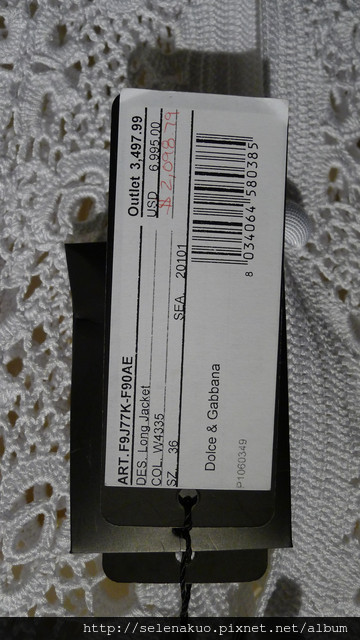 ART. F9J77K-F90AE
Outlet 3,497.99
DES. Long Jacket
USD 6,995.00
COL. W4335
$2,098.79
SZ. 36
SEA. 20101
8 034064 580385
Dolce & Gabbana
P1060349
http://selenakuo.pixnet.net/album